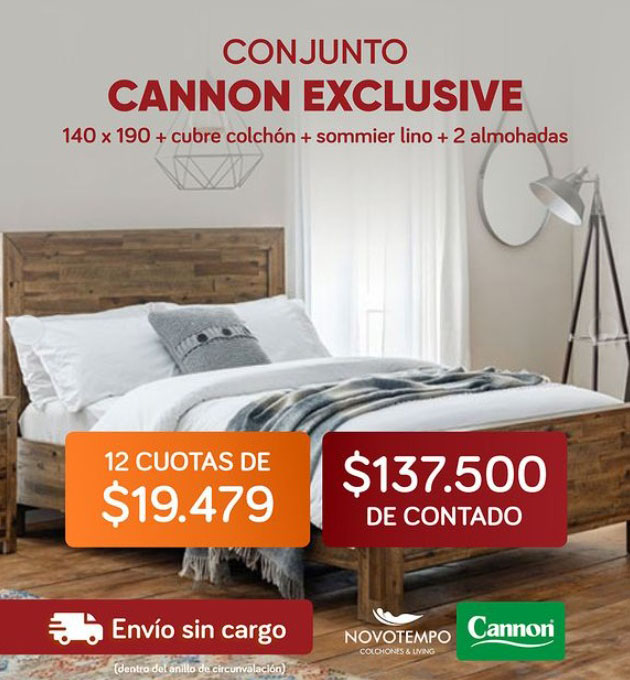 CONJUNTO
CANNON EXCLUSIVE
140 x 190 + cubre colchón + sommier lino + 2 almohadas
12 CUOTAS DE
$19.479
$137.500
DE CONTADO
Envío sin cargo
(dentro del anillo de circunvalación)
NOVOTEMPO
COLCHONES & LIVING
Cannon